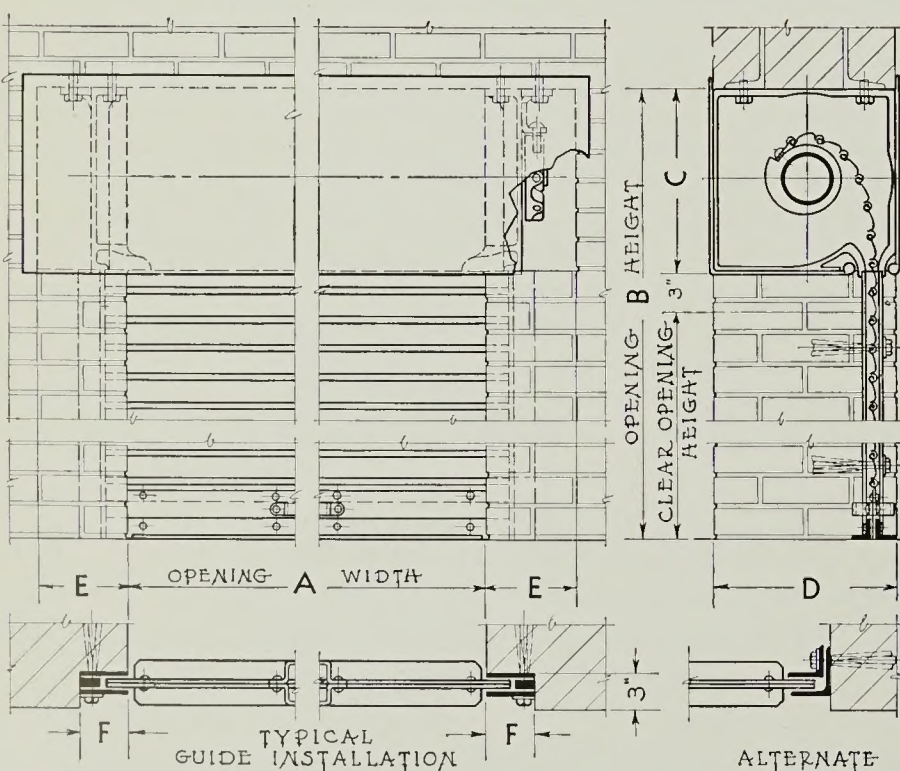 C
OPENING B HEIGHT
3"
CLEAR OPENING
HEIGHT
E
OPENING A WIDTH
E
D
F
TYPICAL
GUIDE INSTALLATION
F
3"
ALTERNATE